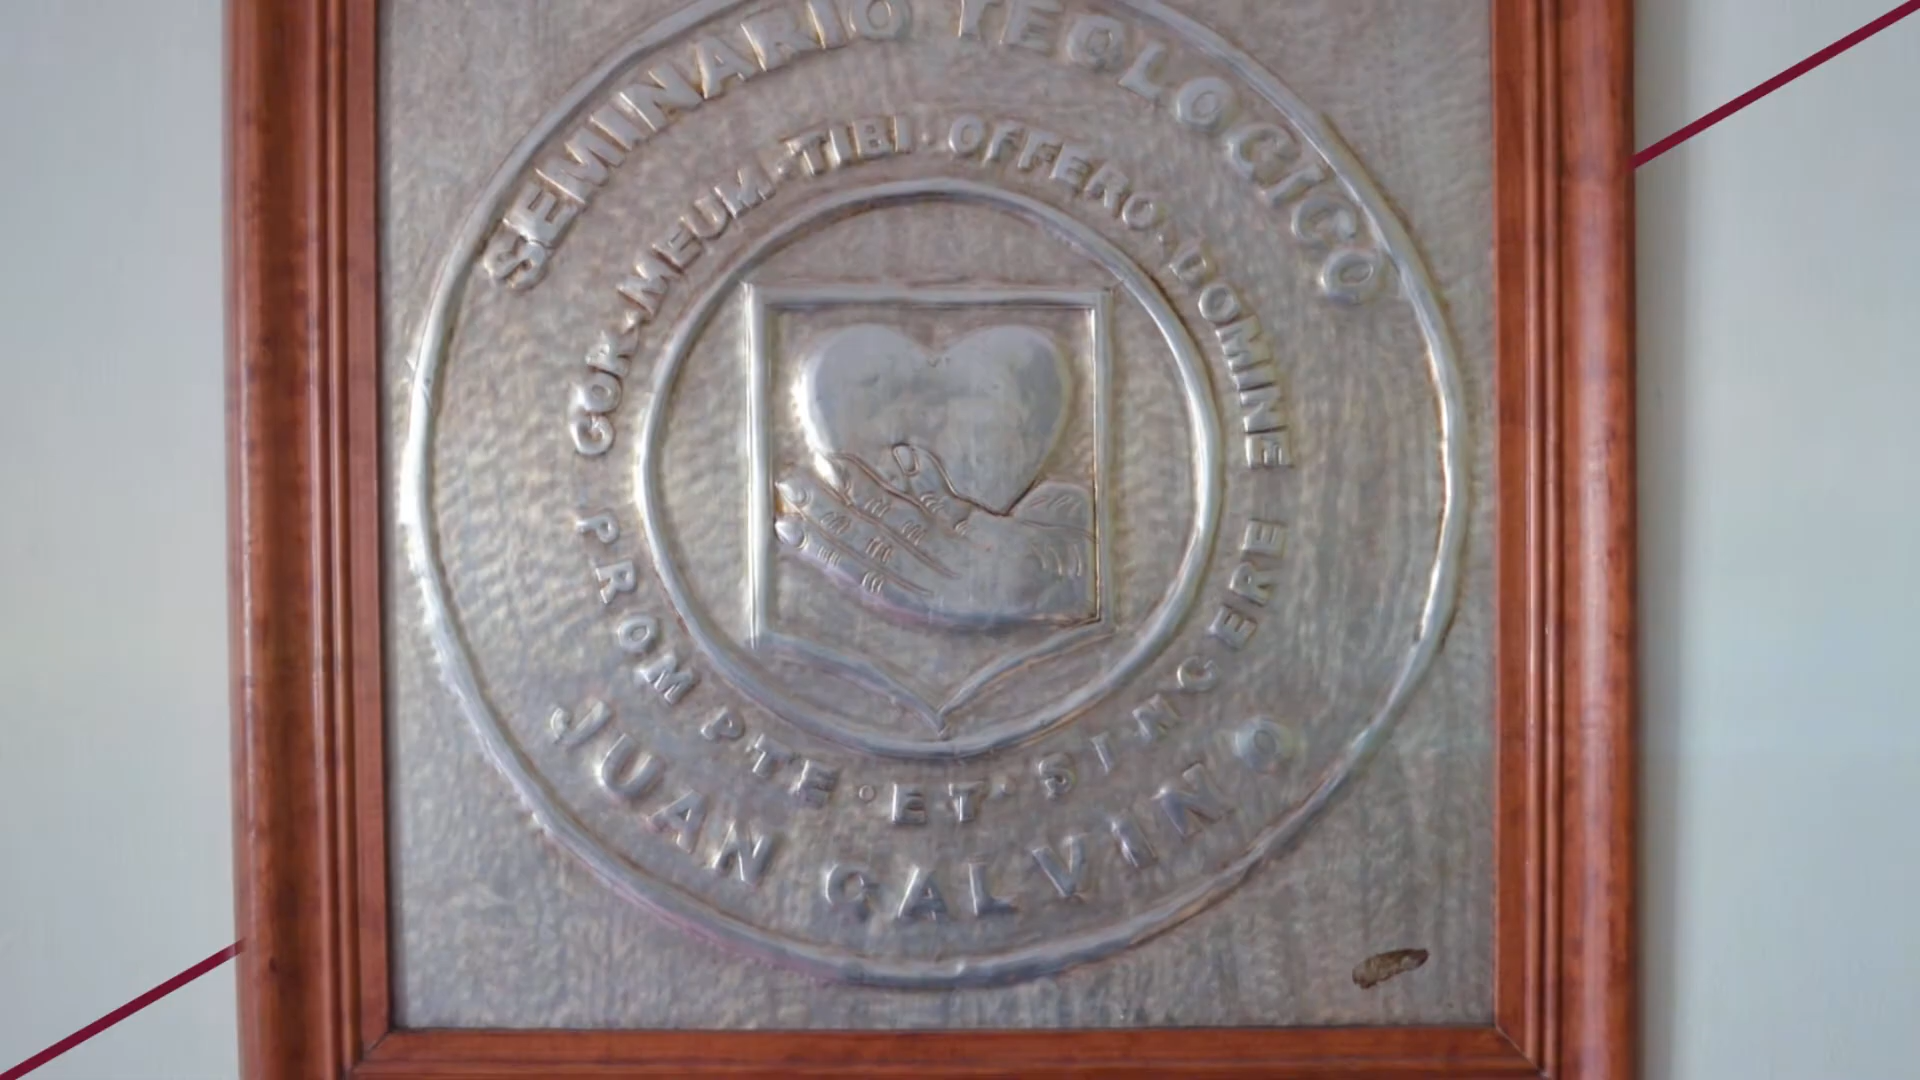 SEMINARIO TEOLOGICO
COR·MEUM·TIBI·OFFERO·DOMINE
PROMPTE·ET·SINCERE
JUAN CALVINO